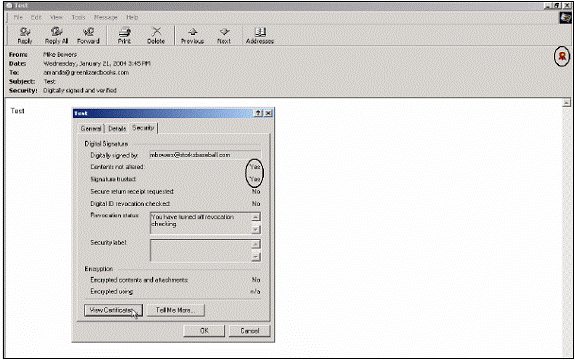 Test
File Edit View Tools Message Help
Reply Reply All Forward Print Delete Previous Next Addresses
From: Mike Bowers
Date: Wednesday, January 21, 2004 3:45 PM
To: amanda@greenlizardbooks.com
Subject: Test
Security: Digitally signed and verified
Test
Test
General Details Security
Digital Signature
Digitally signed by: mbowers@storksbaseball.com
Contents not altered: Yes
Signature trusted: Yes
Secure return receipt requested: No
Digital ID revocation checked: No
Revocation status: You have turned off revocation
checking.
Security label:
Encryption
Encrypted contents and attachments: No
Encrypted using: n/a
View Certificates... Tell Me More...
OK Cancel